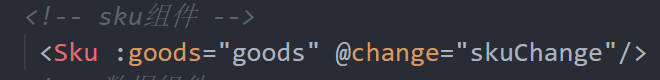 <!-- sku组件 -->
<Sku :goods="goods" @change="skuChange"/>